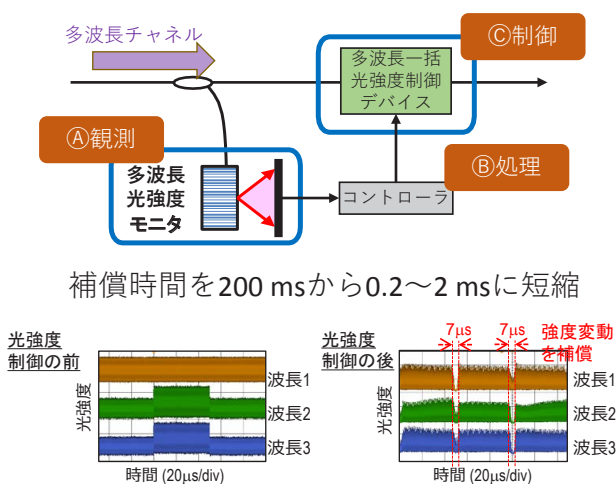 多波長チャネル
Ⓒ制御
多波長一括
光強度制御
デバイス
Ⓐ観測
多波長
光強度
モニタ
Ⓑ処理
コントローラ
補償時間を200 msから0.2～2 msに短縮
光強度
制御の前
光強度
波長1
波長2
波長3
時間 (20μs/div)
光強度
制御の後
7μs
7μs
強度変動
を補償
光強度
波長1
波長2
波長3
時間 (20μs/div)